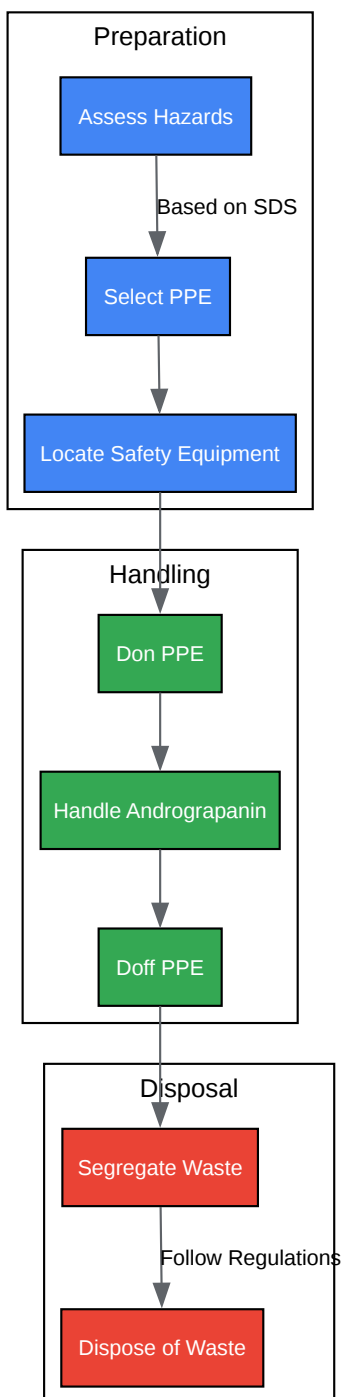 Preparation
Assess Hazards
Based on SDS
Select PPE
Locate Safety Equipment
Handling
Don PPE
Handle Andrograpanin
Doff PPE
Disposal
Segregate Waste
Follow Regulations
Dispose of Waste